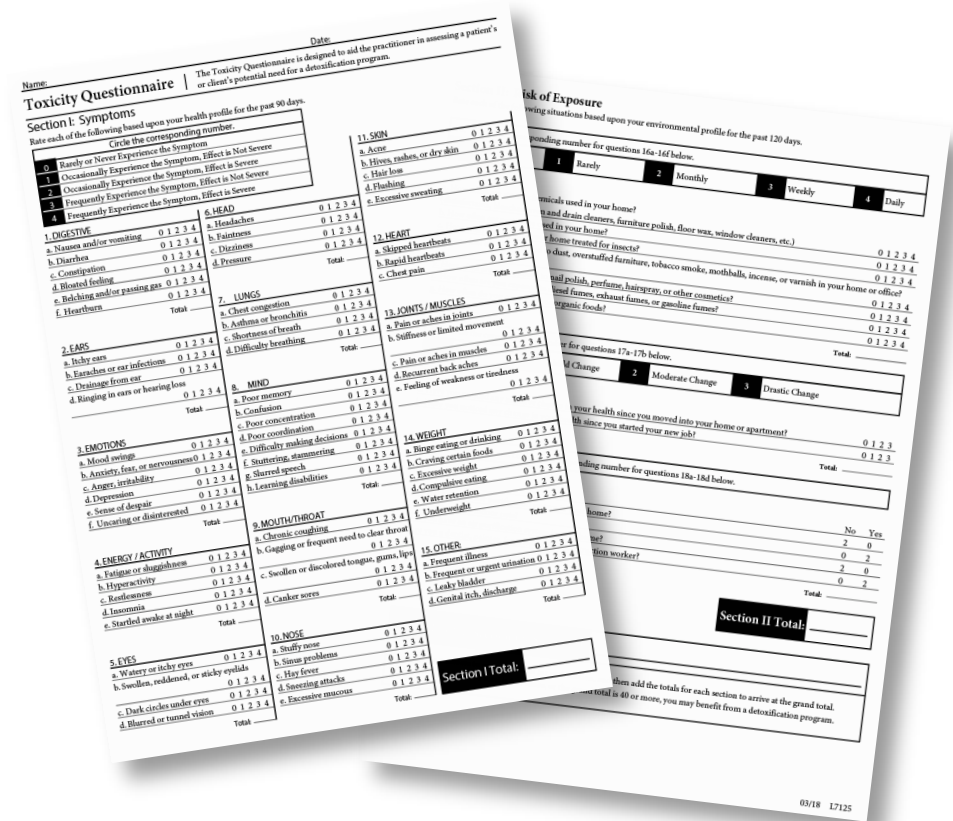 Name:
Date:
Toxicity Questionnaire
The Toxicity Questionnaire is designed to aid the practitioner in assessing a patient's
or client's potential need for a detoxification program.
Section I: Symptoms
Rate each of the following based upon your health profile for the past 90 days.
Circle the corresponding number.
0 Rarely or Never Experience the Symptom
1 Occasionally Experience the Symptom, Effect is Not Severe
2 Occasionally Experience the Symptom, Effect is Severe
3 Frequently Experience the Symptom, Effect is Not Severe
4 Frequently Experience the Symptom, Effect is Severe
1. DIGESTIVE
a. Nausea and/or vomiting 0 1 2 3 4
b. Diarrhea 0 1 2 3 4
c. Constipation 0 1 2 3 4
d. Bloated feeling 0 1 2 3 4
e. Belching and/or passing gas 0 1 2 3 4
f. Heartburn 0 1 2 3 4
Total:
2. EARS
a. Itchy ears 0 1 2 3 4
b. Earaches or ear infections 0 1 2 3 4
c. Drainage from ear 0 1 2 3 4
d. Ringing in ears or hearing loss
0 1 2 3 4
Total:
3. EMOTIONS
a. Mood swings 0 1 2 3 4
b. Anxiety, fear, or nervousness 0 1 2 3 4
c. Anger, irritability 0 1 2 3 4
d. Depression 0 1 2 3 4
e. Sense of despair 0 1 2 3 4
f. Uncaring or disinterested 0 1 2 3 4
Total:
4. ENERGY / ACTIVITY
a. Fatigue or sluggishness 0 1 2 3 4
b. Hyperactivity 0 1 2 3 4
c. Restlessness 0 1 2 3 4
d. Insomnia 0 1 2 3 4
e. Startled awake at night 0 1 2 3 4
Total:
5. EYES
a. Watery or itchy eyes 0 1 2 3 4
b. Swollen, reddened, or sticky eyelids
0 1 2 3 4
c. Dark circles under eyes 0 1 2 3 4
d. Blurred or tunnel vision 0 1 2 3 4
Total:
6. HEAD
a. Headaches 0 1 2 3 4
b. Faintness 0 1 2 3 4
c. Dizziness 0 1 2 3 4
d. Pressure 0 1 2 3 4
Total:
7. LUNGS
a. Chest congestion 0 1 2 3 4
b. Asthma or bronchitis 0 1 2 3 4
c. Shortness of breath 0 1 2 3 4
d. Difficulty breathing 0 1 2 3 4
Total:
8. MIND
a. Poor memory 0 1 2 3 4
b. Confusion 0 1 2 3 4
c. Poor concentration 0 1 2 3 4
d. Poor coordination 0 1 2 3 4
e. Difficulty making decisions 0 1 2 3 4
f. Stuttering, stammering 0 1 2 3 4
g. Slurred speech 0 1 2 3 4
h. Learning disabilities 0 1 2 3 4
Total:
9. MOUTH/THROAT
a. Chronic coughing 0 1 2 3 4
b. Gagging or frequent need to clear throat
0 1 2 3 4
c. Swollen or discolored tongue, gums, lips
0 1 2 3 4
d. Canker sores 0 1 2 3 4
Total:
10. NOSE
a. Stuffy nose 0 1 2 3 4
b. Sinus problems 0 1 2 3 4
c. Hay fever 0 1 2 3 4
d. Sneezing attacks 0 1 2 3 4
e. Excessive mucous 0 1 2 3 4
Total:
11. SKIN
a. Acne 0 1 2 3 4
b. Hives, rashes, or dry skin 0 1 2 3 4
c. Hair loss 0 1 2 3 4
d. Flushing 0 1 2 3 4
e. Excessive sweating 0 1 2 3 4
Total:
12. HEART
a. Skipped heartbeats 0 1 2 3 4
b. Rapid heartbeats 0 1 2 3 4
c. Chest pain 0 1 2 3 4
Total:
13. JOINTS / MUSCLES
a. Pain or aches in joints 0 1 2 3 4
b. Stiffness or limited movement
0 1 2 3 4
c. Pain or aches in muscles 0 1 2 3 4
d. Recurrent back aches 0 1 2 3 4
e. Feeling of weakness or tiredness
0 1 2 3 4
Total:
14. WEIGHT
a. Binge eating or drinking 0 1 2 3 4
b. Craving certain foods 0 1 2 3 4
c. Excessive weight 0 1 2 3 4
d. Compulsive eating 0 1 2 3 4
e. Water retention 0 1 2 3 4
f. Underweight 0 1 2 3 4
Total:
15. OTHER:
a. Frequent illness 0 1 2 3 4
b. Frequent or urgent urination 0 1 2 3 4
c. Leaky bladder 0 1 2 3 4
d. Genital itch, discharge 0 1 2 3 4
Total:
Section I Total:
isk of Exposure
wing situations based upon your environmental profile for the past 120 days.
ponding number for questions 16a-16f below.
1 Rarely 2 Monthly 3 Weekly 4 Daily
emicals used in your home?
n and drain cleaners, furniture polish, floor wax, window cleaners, etc.)
0 1 2 3 4
sed in your home? 0 1 2 3 4
r home treated for insects? 0 1 2 3 4
o dust, overstuffed furniture, tobacco smoke, mothballs, incense, or varnish in your home or office?
0 1 2 3 4
nail polish, perfume, hairspray, or other cosmetics? 0 1 2 3 4
iesel fumes, exhaust fumes, or gasoline fumes? 0 1 2 3 4
organic foods? 0 1 2 3 4
Total:
er for questions 17a-17b below.
d Change 2 Moderate Change 3 Drastic Change
n your health since you moved into your home or apartment? 0 1 2 3
lth since you started your new job? 0 1 2 3
Total:
nding number for questions 18a-18d below.
No Yes
home? 2 0
me? 0 2
2 0
ction worker? 0 2
Total:
Section II Total:
then add the totals for each section to arrive at the grand total.
nd total is 40 or more, you may benefit from a detoxification program.
03/18 L7125